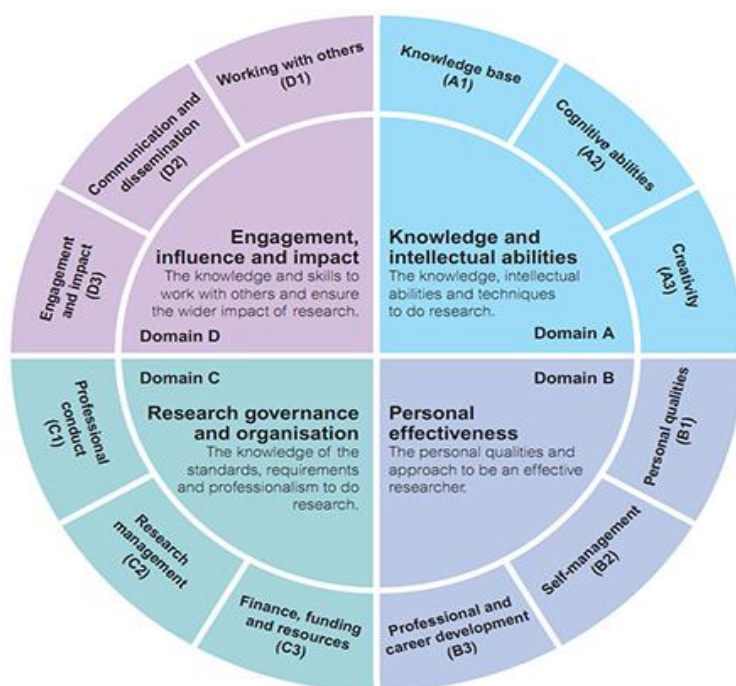 Working with others
(D1)
Knowledge base
(A1)
Communication and
dissemination
(D2)
Cognitive abilities
(A2)
Engagement
and impact
(D3)
Creativity
(A3)
Engagement,
influence and impact
The knowledge and skills to
work with others and ensure
the wider impact of research.
Domain D
Knowledge and
intellectual abilities
The knowledge, intellectual
abilities and techniques
to do research.
Domain A
Domain C
Research governance
and organisation
The knowledge of the
standards, requirements
and professionalism to do
research.
Domain B
Personal
effectiveness
The personal qualities and
approach to be an effective
researcher.
Professional
conduct
(C1)
Personal qualities
(B1)
Research
management
(C2)
Self-management
(B2)
Finance, funding
and resources
(C3)
Professional and
career development
(B3)